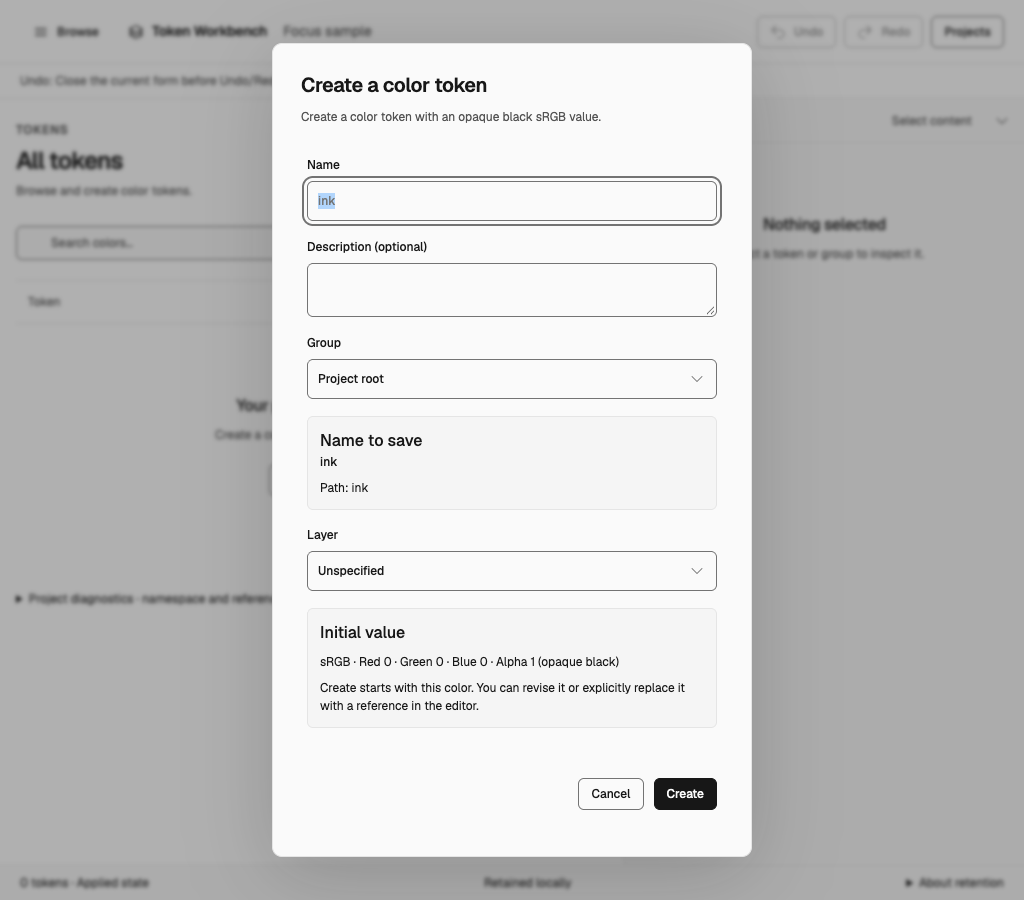 Browse
Token Workbench
Focus sample
Undo
Redo
Projects
Undo: Close the current form before Undo/Red
Select content
TOKENS
All tokens
Browse and create color tokens.
Search colors...
Token
Nothing selected
a token or group to inspect it.
Your
Create a
Project diagnostics · namespace and
Create a color token
Create a color token with an opaque black sRGB value.
Name
ink
Description (optional)
Group
Project root
Name to save
ink
Path: ink
Layer
Unspecified
Initial value
sRGB · Red 0 · Green 0 · Blue 0 · Alpha 1 (opaque black)
Create starts with this color. You can revise it or explicitly replace it
with a reference in the editor.
Cancel
Create
0 tokens · Applied state
Retained locally
About retention